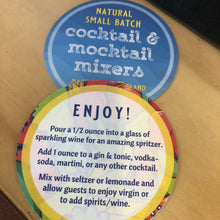 NATURAL
SMALL BATCH
cocktail &
mocktail
mixers
ENJOY!
Pour a 1/2 ounce into a glass of
sparkling wine for an amazing spritzer.
Add 1 ounce to a gin & tonic, vodka-
soda, martini, or any other cocktail.
Mix with seltzer or lemonade and
allow guests to enjoy virgin or
to add spirits/wine.